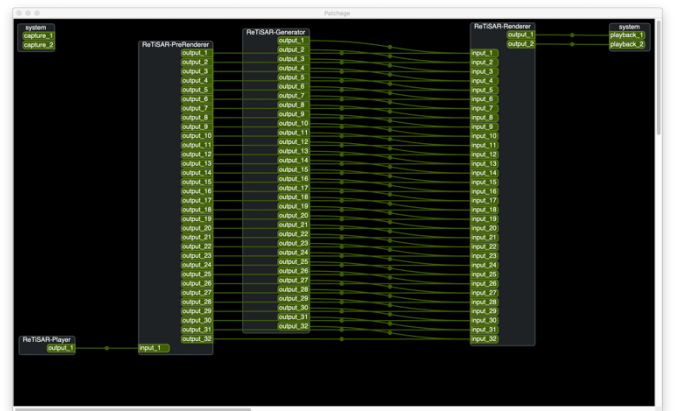 Patchage
system
capture_1
capture_2
ReTiSAR-PreRenderer
output_1
output_2
output_3
output_4
output_5
output_6
output_7
output_8
output_9
output_10
output_11
output_12
output_13
output_14
output_15
output_16
output_17
output_18
output_19
output_20
output_21
output_22
output_23
output_24
output_25
output_26
output_27
output_28
output_29
output_30
output_31
output_32
input_1
ReTiSAR-Player
output_1
ReTiSAR-Generator
output_1
output_2
output_3
output_4
output_5
output_6
output_7
output_8
output_9
output_10
output_11
output_12
output_13
output_14
output_15
output_16
output_17
output_18
output_19
output_20
output_21
output_22
output_23
output_24
output_25
output_26
output_27
output_28
output_29
output_30
output_31
output_32
ReTiSAR-Renderer
output_1
output_2
input_1
input_2
input_3
input_4
input_5
input_6
input_7
input_8
input_9
input_10
input_11
input_12
input_13
input_14
input_15
input_16
input_17
input_18
input_19
input_20
input_21
input_22
input_23
input_24
input_25
input_26
input_27
input_28
input_29
input_30
input_31
input_32
system
playback_1
playback_2